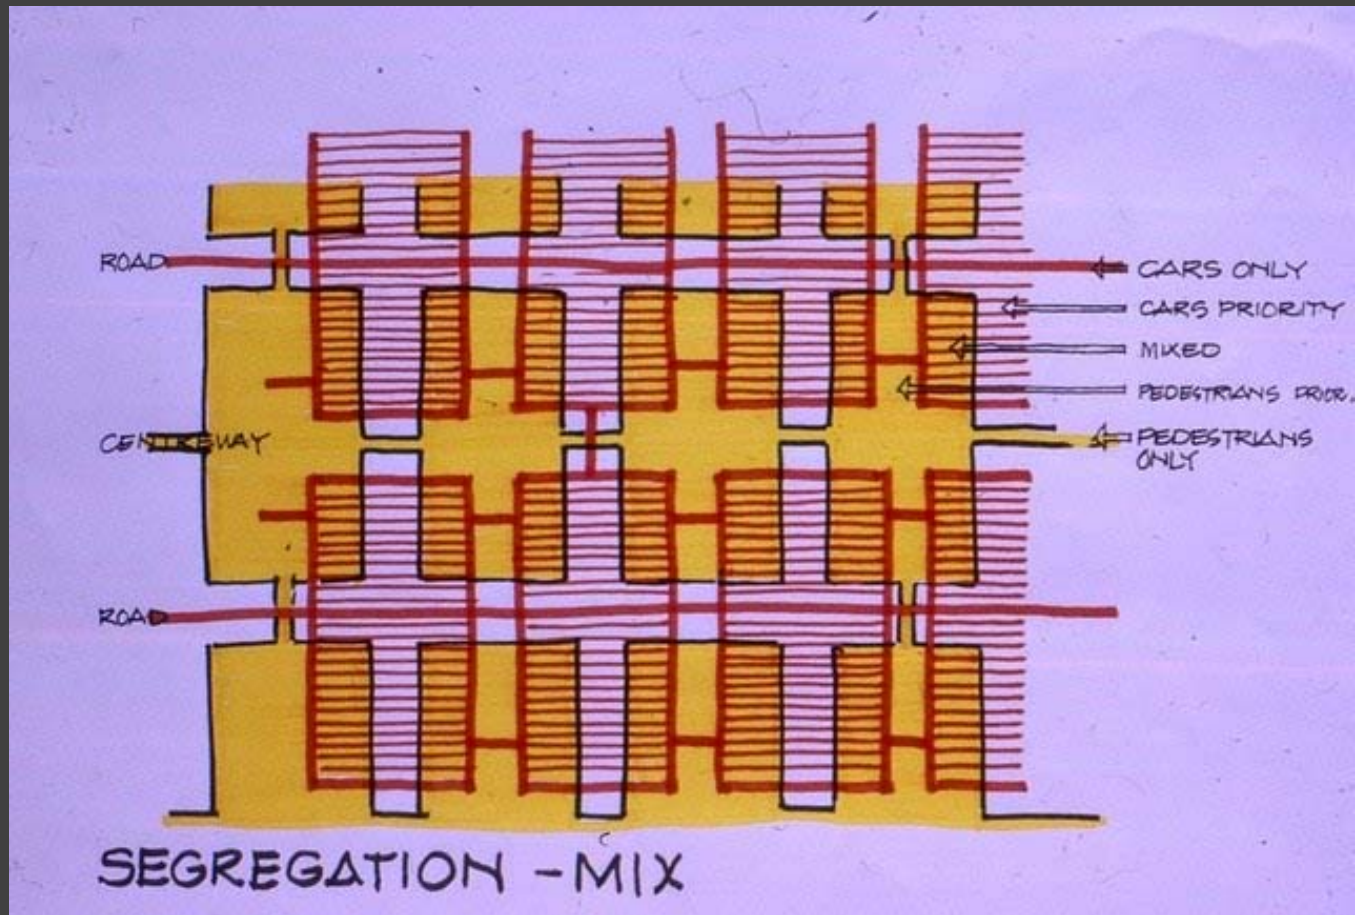 ROAD
CARS ONLY
CARS PRIORITY
MIXED
PEDESTRIANS PRIOR.
CENTREWAY
PEDESTRIANS
ONLY
ROAD
SEGREGATION - MIX